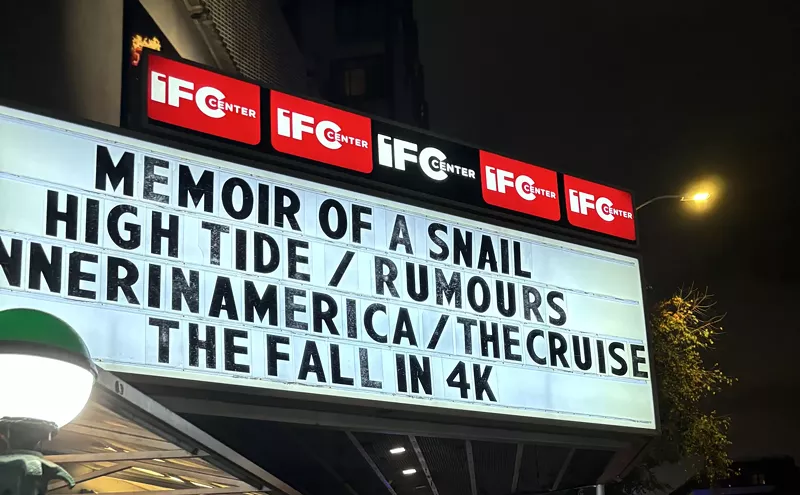 IFC CENTER
IFC CENTER
IFC CENTER
IFC CENTER
IFC CENTER
MEMOIR OF A SNAIL
HIGH TIDE / RUMOURS
NNERINAMERICA/THECRUISE
THE FALL IN 4K